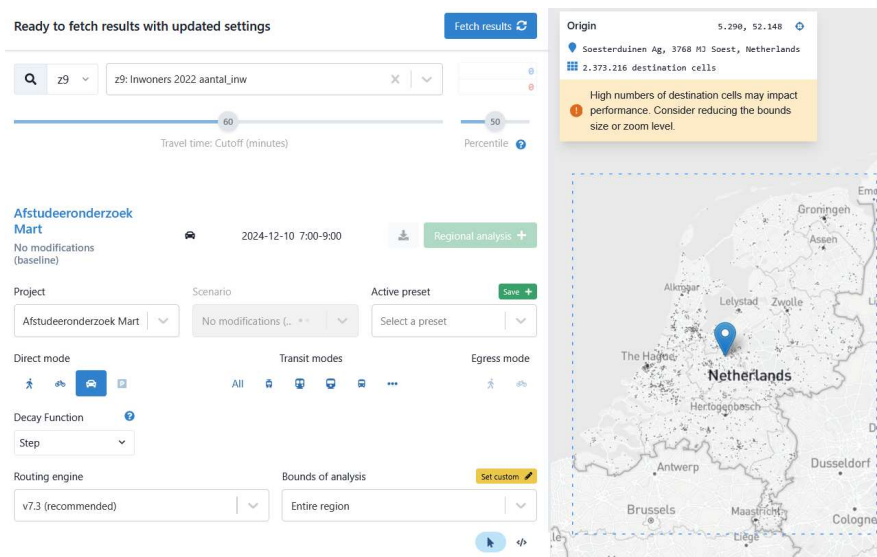 Ready to fetch results with updated settings
Fetch results
z9
z9: Inwoners 2022 aantal_inw
0
0
60
Travel time: Cutoff (minutes)
50
Percentile
Afstudeeronderzoek
Mart
No modifications
(baseline)
2024-12-10 7:00-9:00
Regional analysis +
Project
Scenario
Active preset
Save +
Afstudeeronderzoek Mart
No modifications (..
Select a preset
Direct mode
Transit modes
Egress mode
P
All
Decay Function
Step
Routing engine
Bounds of analysis
Set custom
v7.3 (recommended)
Entire region
Origin
5.290, 52.148
Soesterduinen Ag, 3768 MJ Soest, Netherlands
2.373.216 destination cells
High numbers of destination cells may impact
performance. Consider reducing the bounds
size or zoom level.
Groningen
Assen
Alkmaar
Lelystad
Zwolle
The Hague
Netherlands
Hertogenbosch
Antwerp
Dusseldorf
Brussels
Maastricht
Cologne
Liege